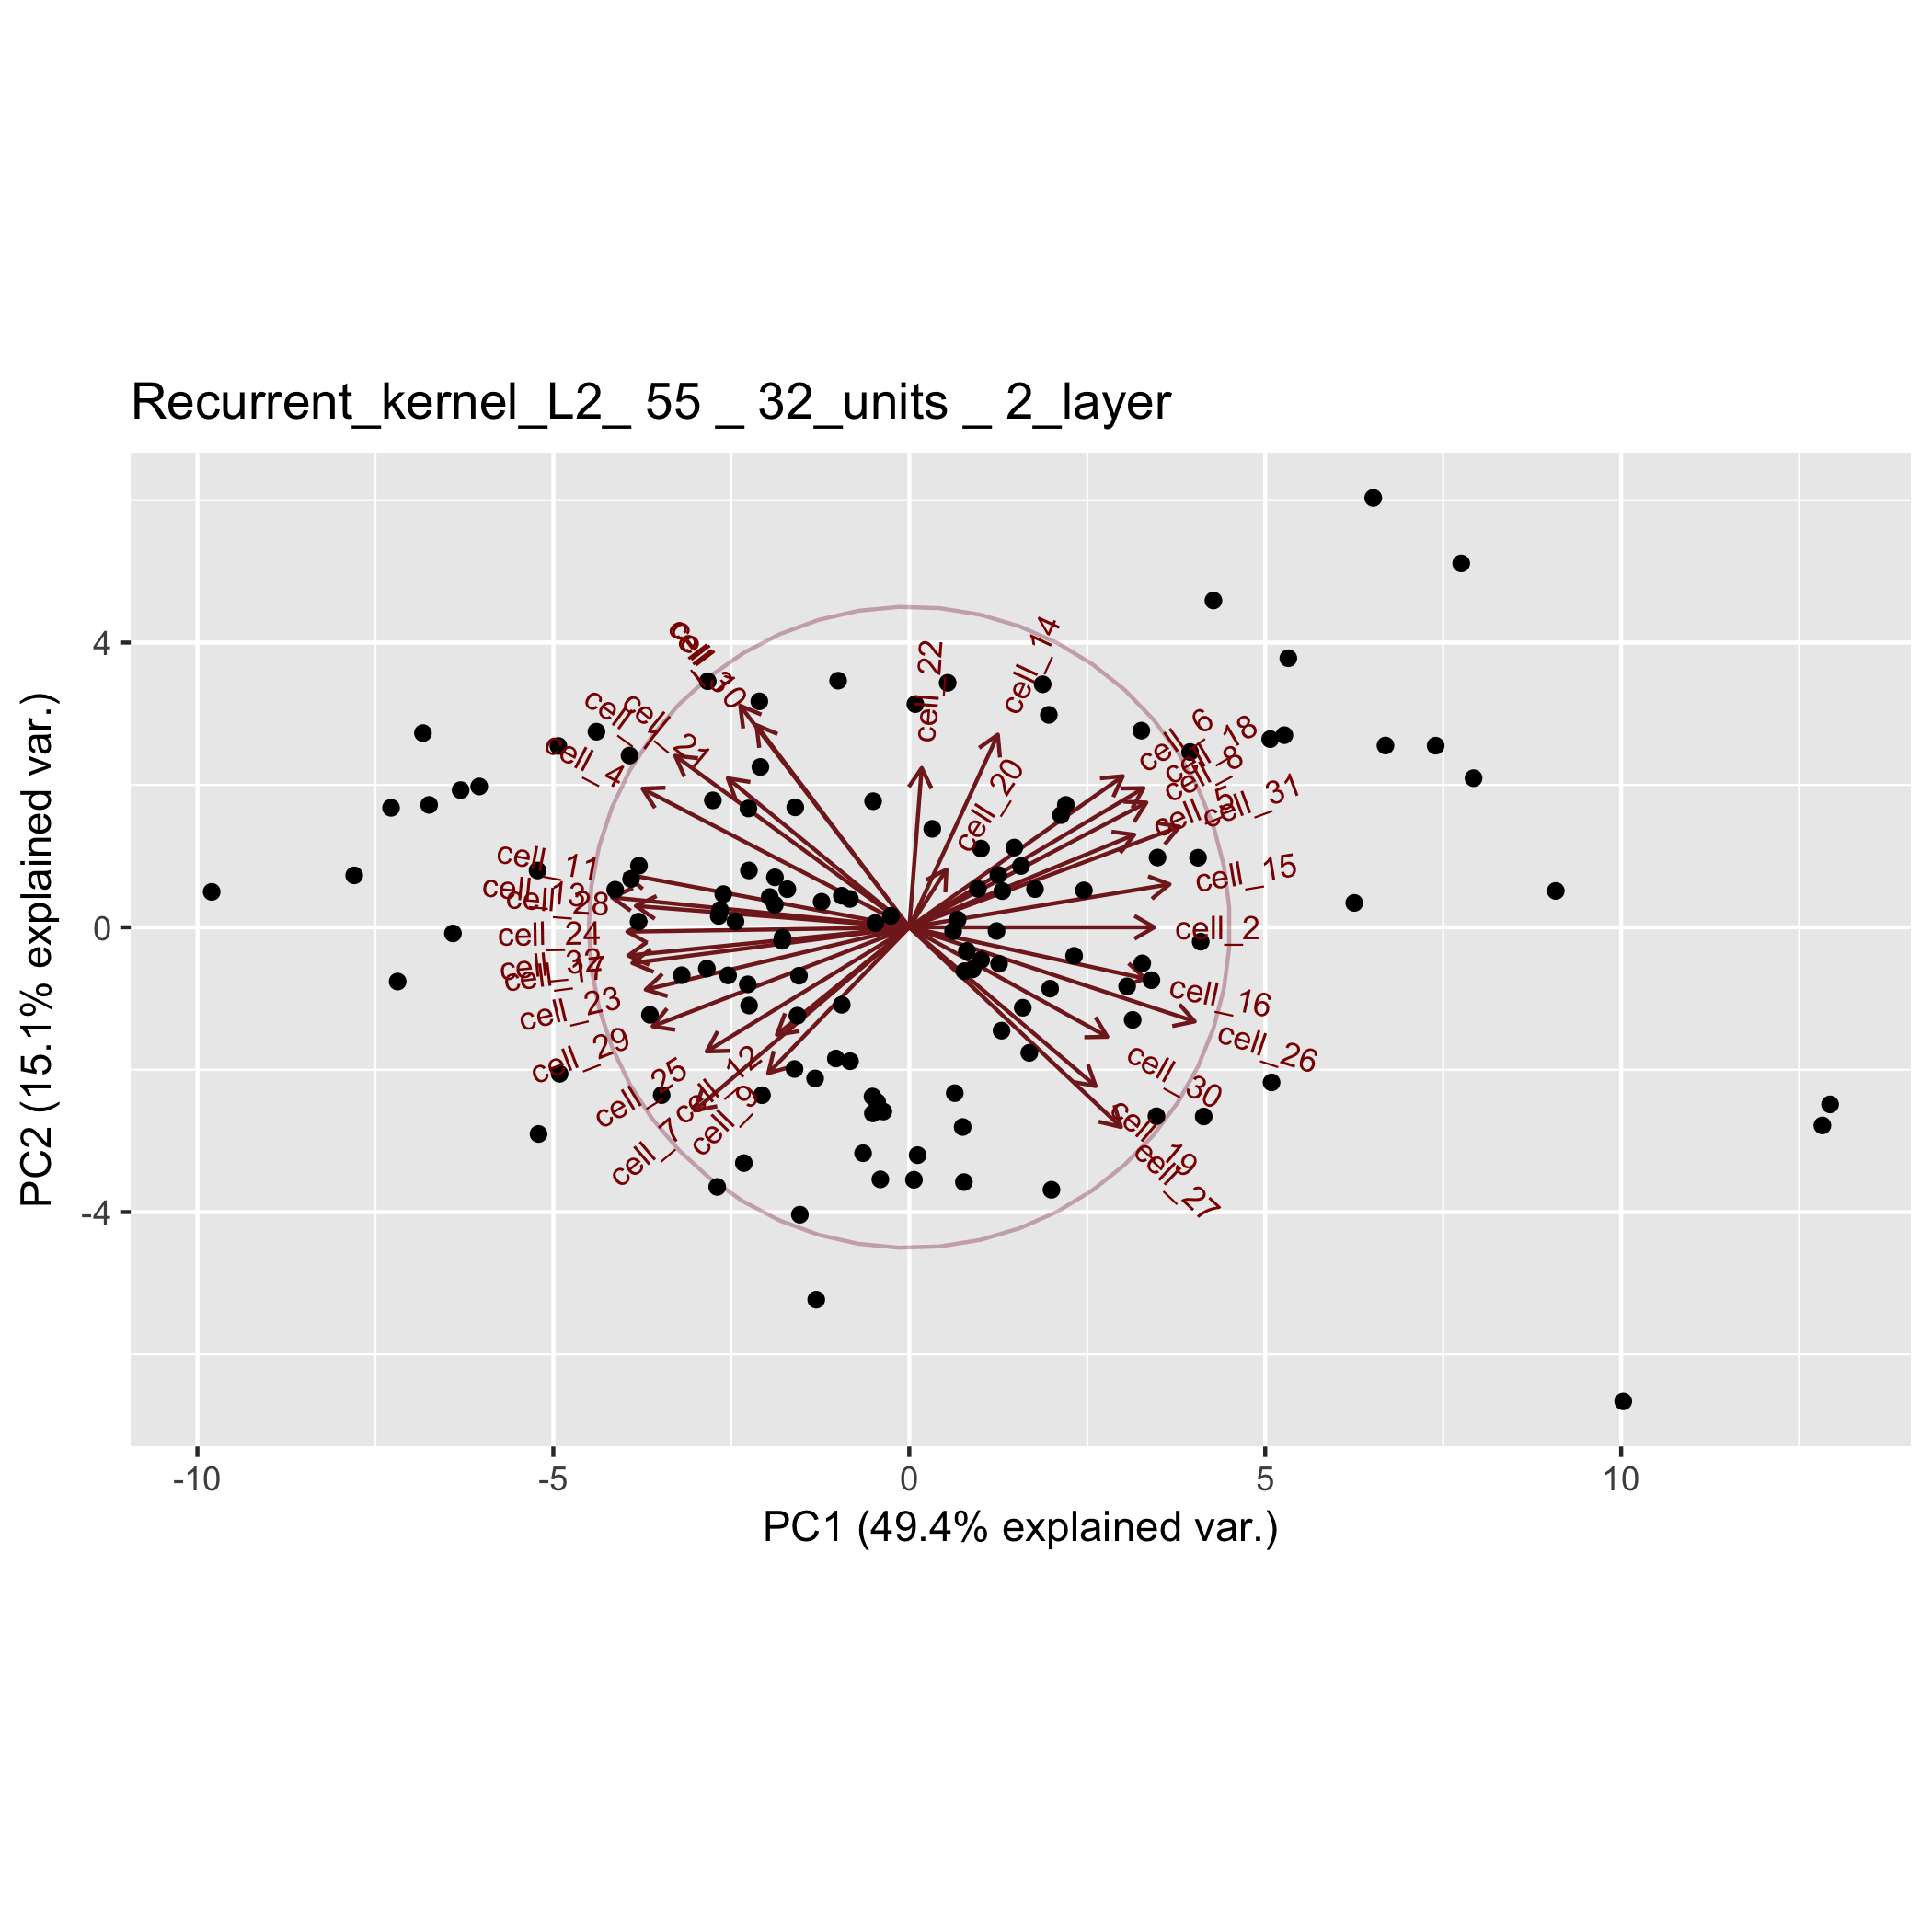 Recurrent_kernel_L2_ 55 _ 32_units _ 2_layer
PC2 (15.1% explained var.)
4
0
-4
cell_22
cell_14
cell_20
cell_6
cell_18
cell_8
cell_5
cell_31
cell_15
cell_2
cell_16
cell_26
cell_30
cell_19
cell_27
cell_4
cell_21
cell_11
cell_13
cell_28
cell_24
cell_32
cell_17
cell_23
cell_29
cell_25
cell_12
cell_7
cell_9
-10
-5
0
5
10
PC1 (49.4% explained var.)